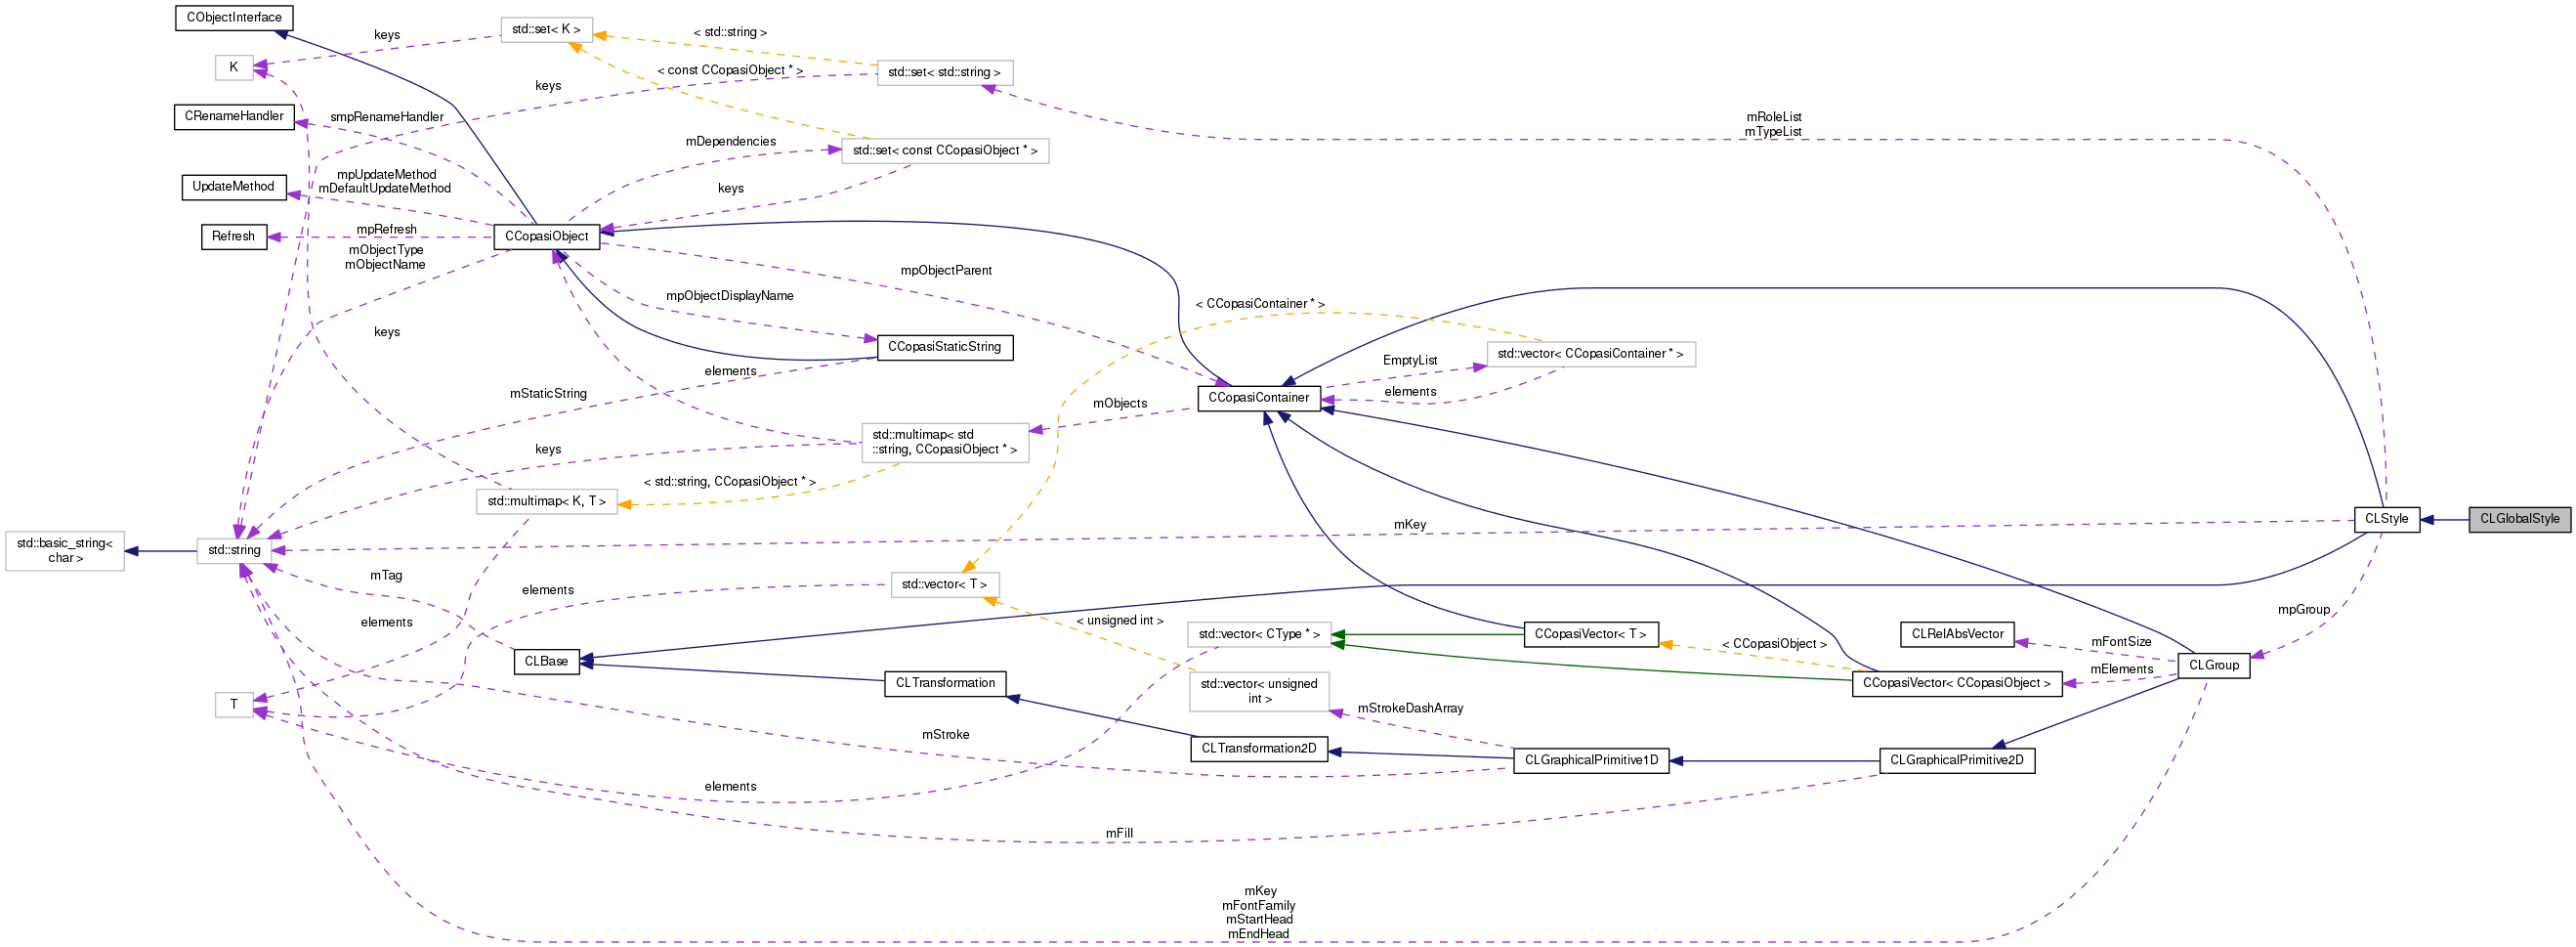 CObjectInterface
std::set< K >
keys
< std::string >
K
< const CCopasiObject * >
std::set< std::string >
keys
CRenameHandler
smpRenameHandler
mRoleList
mTypeList
mDependencies
std::set< const CCopasiObject * >
mpUpdateMethod
mDefaultUpdateMethod
UpdateMethod
keys
mpRefresh
Refresh
CCopasiObject
mObjectType
mObjectName
mpObjectParent
mpObjectDisplayName
< CCopasiContainer * >
keys
CCopasiStaticString
std::vector< CCopasiContainer * >
EmptyList
elements
mStaticString
elements
CCopasiContainer
mObjects
std::multimap< std
::string, CCopasiObject * >
keys
< std::string, CCopasiObject * >
std::multimap< K, T >
mKey
CLStyle
CLGlobalStyle
std::basic_string<
char >
std::string
mTag
std::vector< T >
elements
mpGroup
elements
< unsigned int >
std::vector< CType * >
CCopasiVector< T >
CLRelAbsVector
mFontSize
< CCopasiObject >
CLBase
CLGroup
mElements
CLTransformation
std::vector< unsigned
int >
CCopasiVector< CCopasiObject >
T
mStrokeDashArray
mStroke
CLTransformation2D
CLGraphicalPrimitive1D
CLGraphicalPrimitive2D
elements
mFill
mKey
mFontFamily
mStartHead
mEndHead